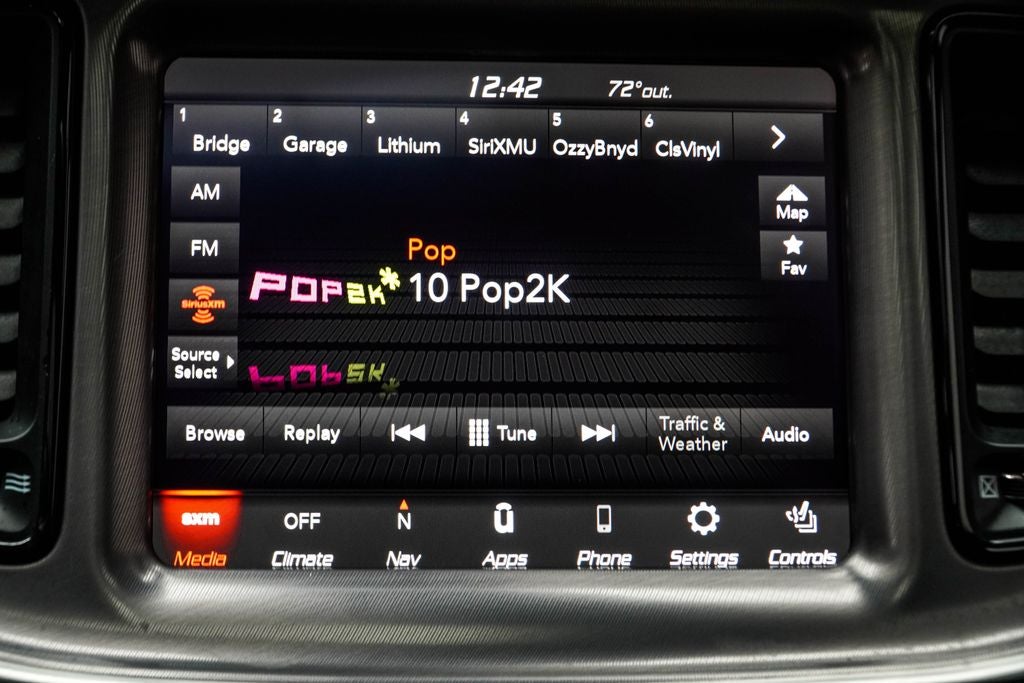 12:42 72°out.
1 2 3 4 5 6
Bridge Garage Lithium SiriXMU OzzyBnyd ClsVinyl
AM
FM
SiriusXM
Source
Select
Map
Fav
Pop
POP2K* 10 Pop2K
Browse Replay Tune Traffic & Weather Audio
sxm OFF N u
Media Climate Nav Apps Phone Settings Controls